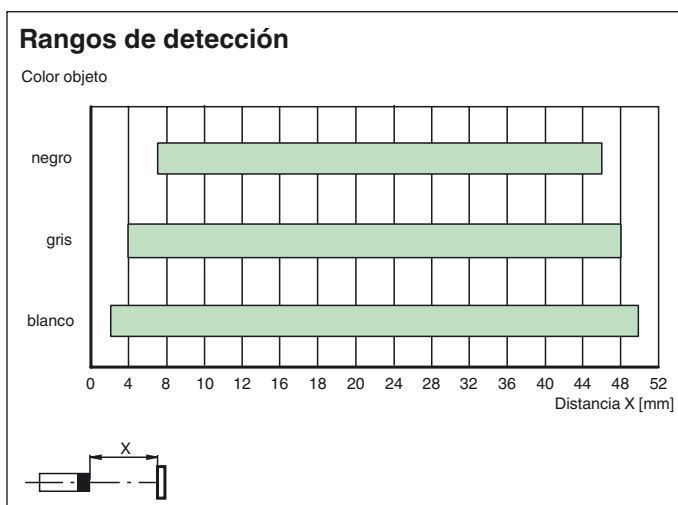 Rangos de detección
Color objeto
negro
gris
blanco
0 4 8 10 12 16 18 20 24 28 32 36 40 44 48 52
Distancia X [mm]
X